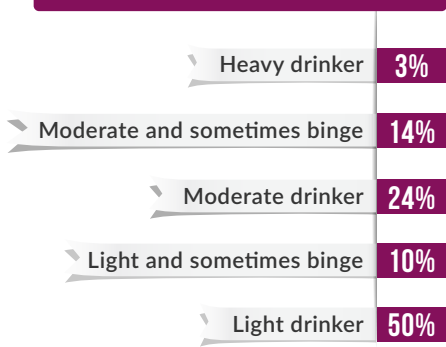 Heavy drinker 3%
Moderate and sometimes binge 14%
Moderate drinker 24%
Light and sometimes binge 10%
Light drinker 50%